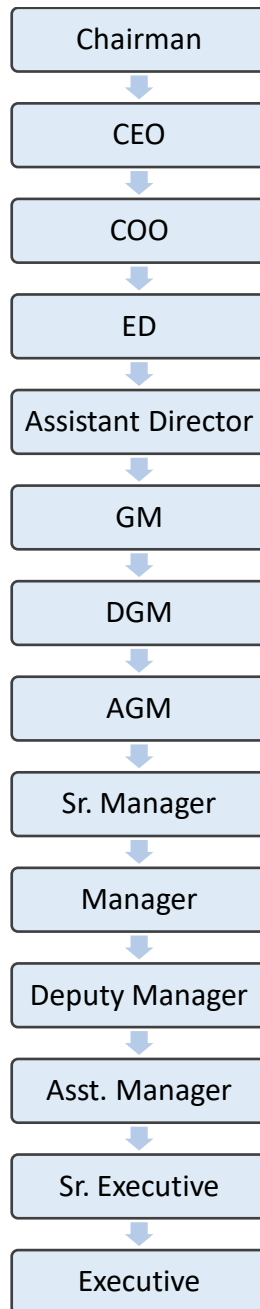 Chairman
CEO
COO
ED
Assistant Director
GM
DGM
AGM
Sr. Manager
Manager
Deputy Manager
Asst. Manager
Sr. Executive
Executive